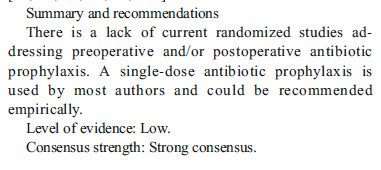 Summary and recommendations
There is a lack of current randomized studies ad-
dressing preoperative and/or postoperative antibiotic
prophylaxis. A single-dose antibiotic prophylaxis is
used by most authors and could be recommended
empirically.
Level of evidence: Low.
Consensus strength: Strong consensus.